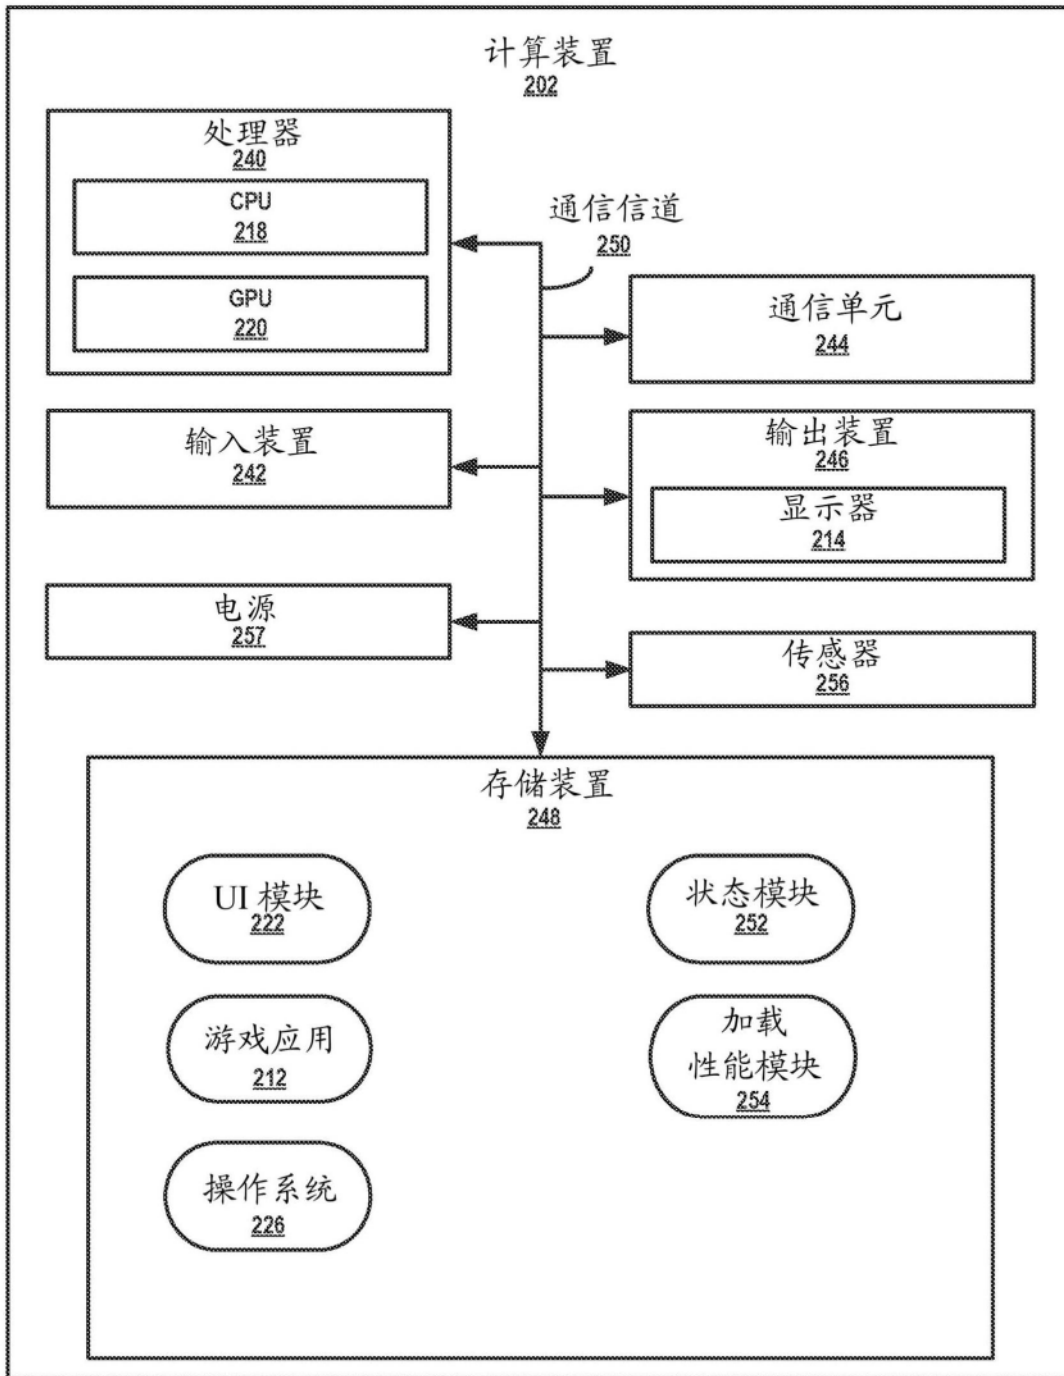 计算装置
202
处理器
240
CPU
218
GPU
220
通信信道
250
通信单元
244
输入装置
242
输出装置
246
显示器
214
电源
257
传感器
256
存储装置
248
UI 模块
222
状态模块
252
游戏应用
212
加载
性能模块
254
操作系统
226